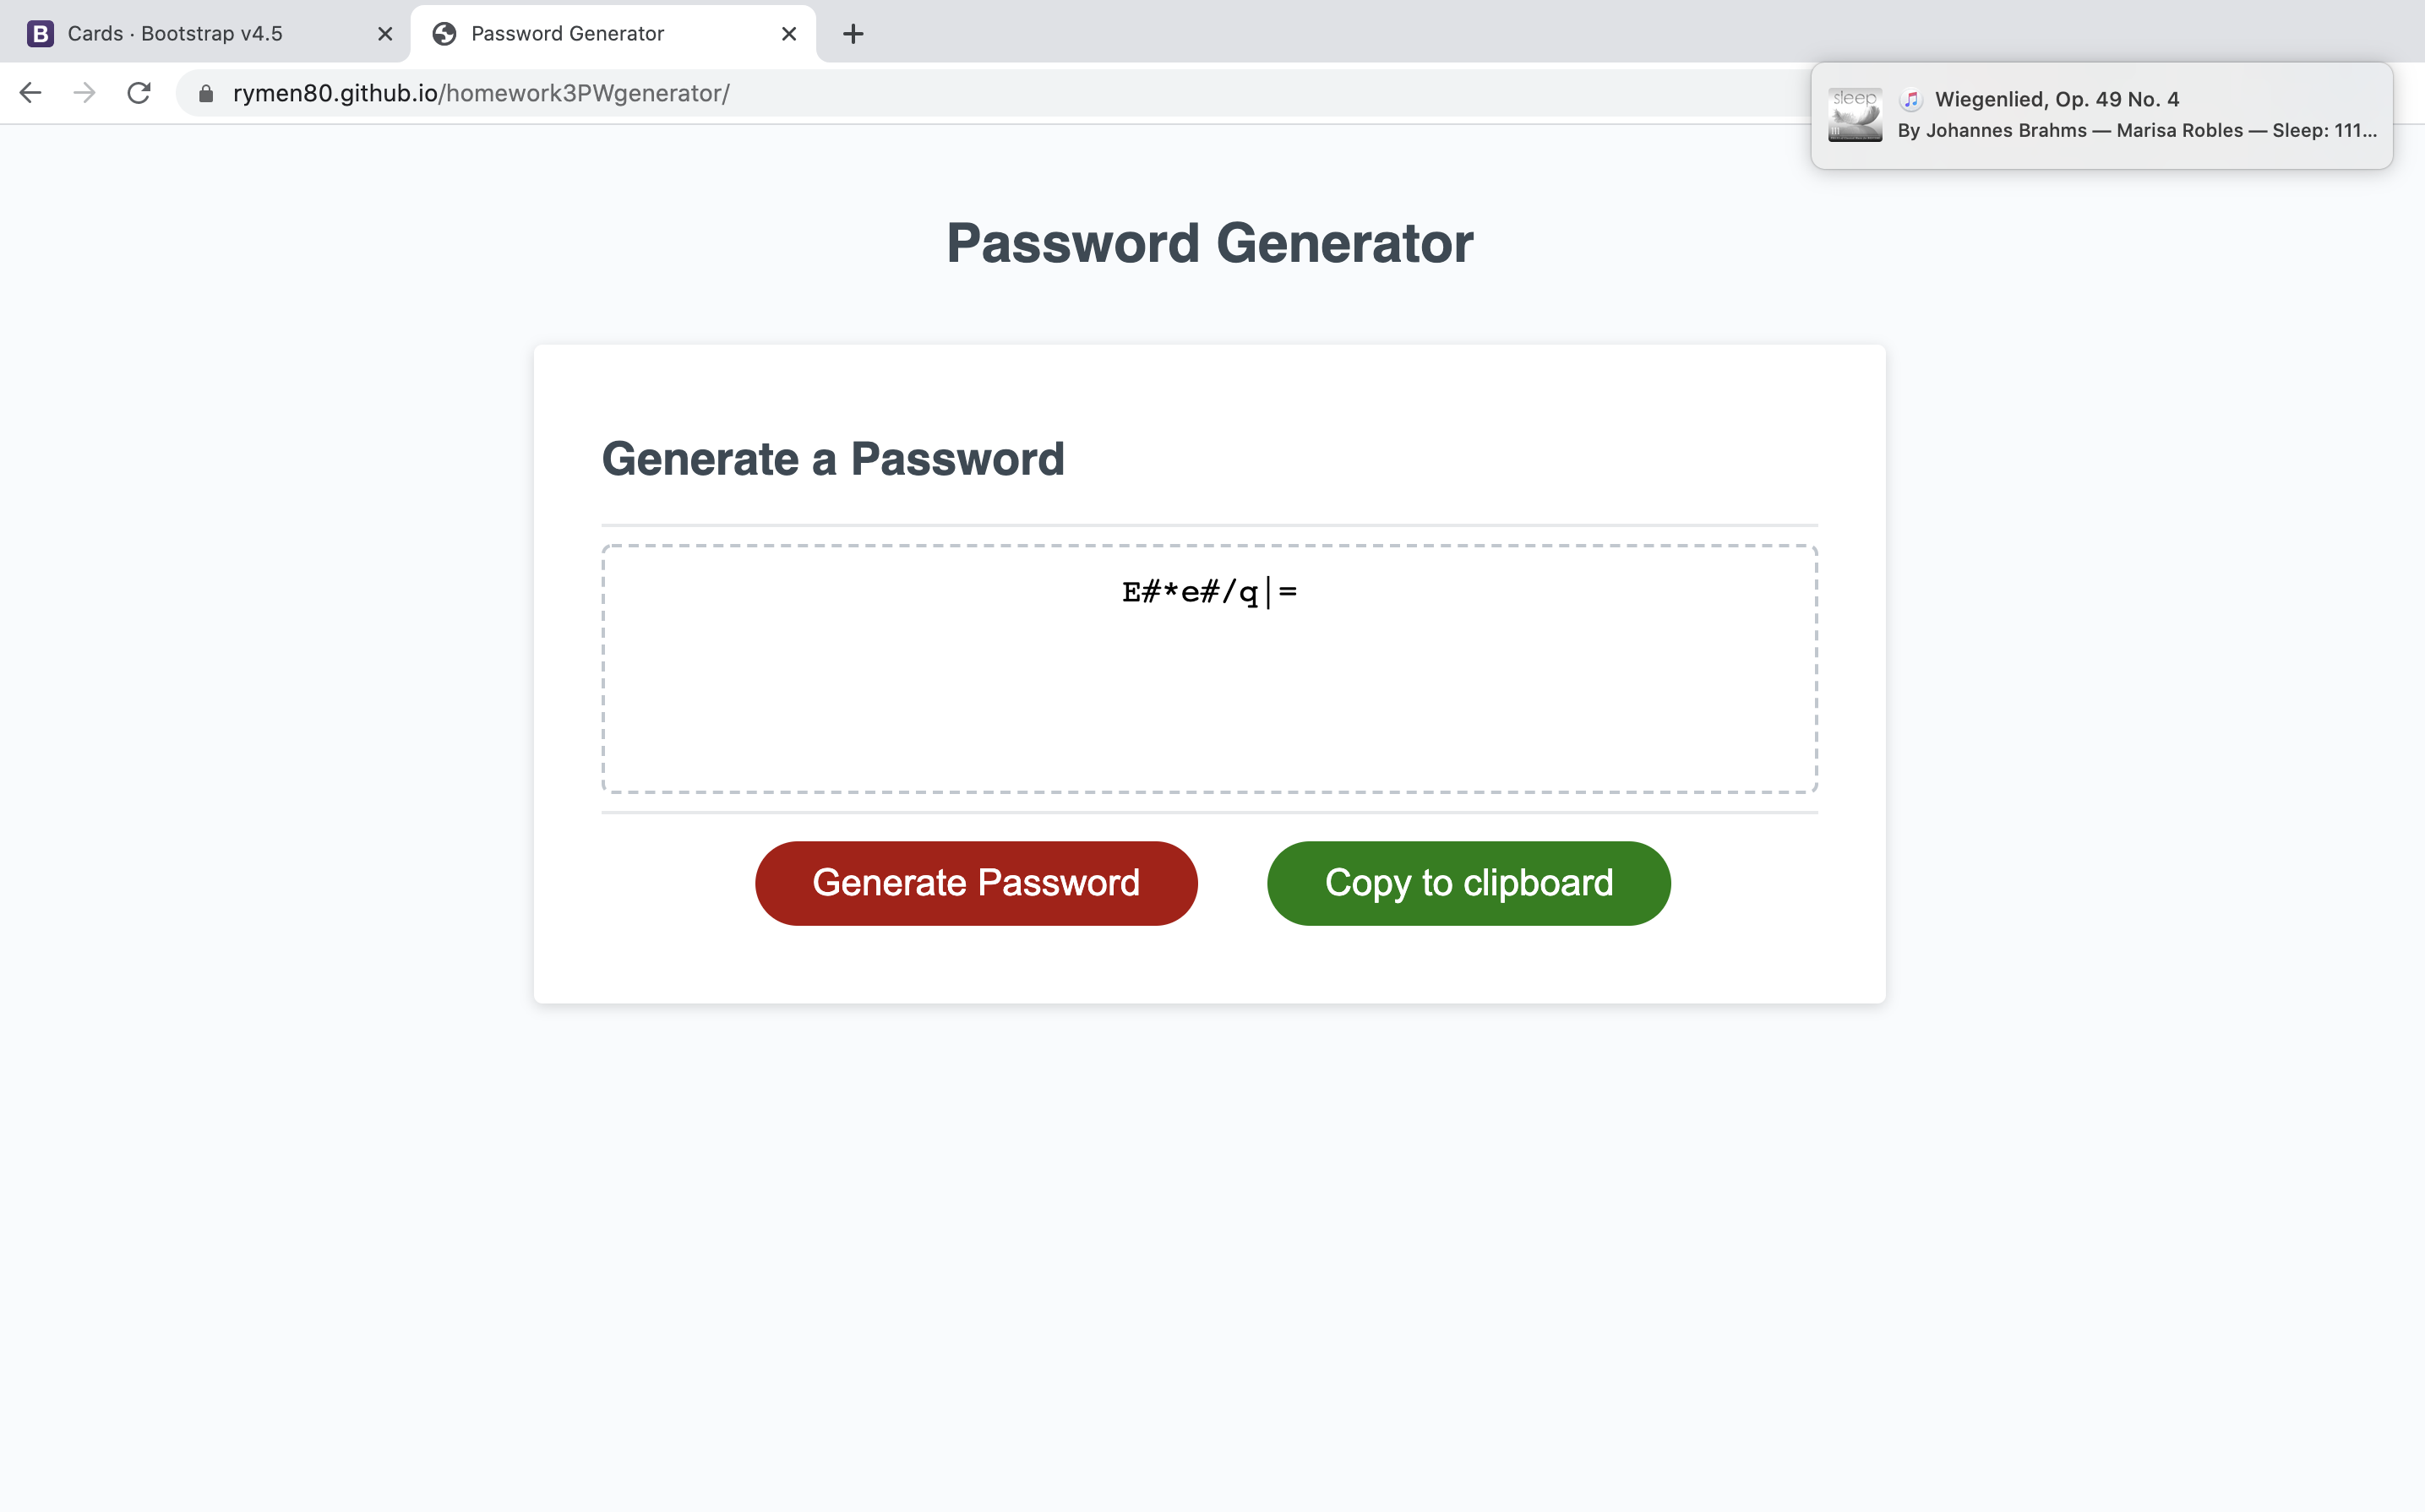 B Cards · Bootstrap v4.5
Password Generator
rymen80.github.io/homework3PWgenerator/
sleep
111
Wiegenlied, Op. 49 No. 4
By Johannes Brahms — Marisa Robles — Sleep: 111...
Password Generator
Generate a Password
E#*e#/q|=
Generate Password
Copy to clipboard